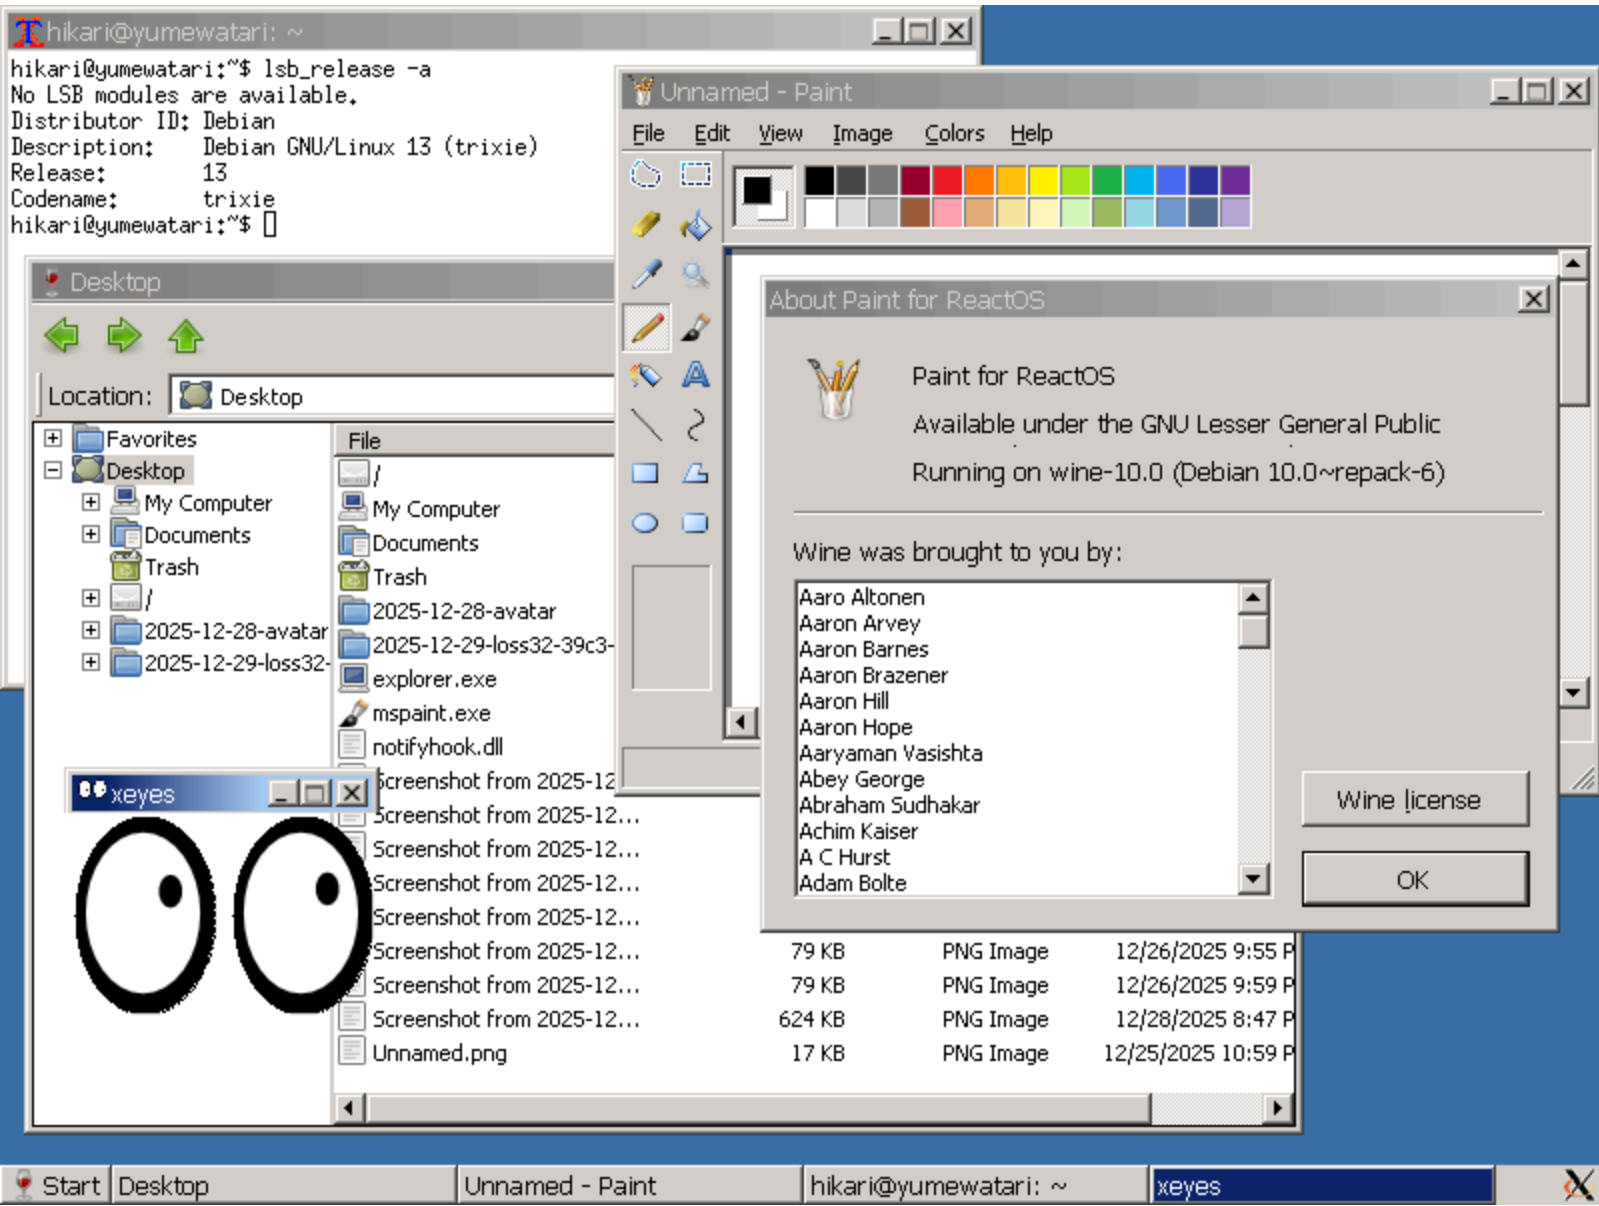 hikari@yumewatari: ~
hikari@yumewatari:~$ lsb_release -a
No LSB modules are available.
Distributor ID: Debian
Description: Debian GNU/Linux 13 (trixie)
Release: 13
Codename: trixie
hikari@yumewatari:~$
Unnamed - Paint
File Edit View Image Colors Help
About Paint for ReactOS
Paint for ReactOS
Available under the GNU Lesser General Public
Running on wine-10.0 (Debian 10.0~repack-6)
Wine was brought to you by:
Aaro Altonen
Aaron Arvey
Aaron Barnes
Aaron Brazener
Aaron Hill
Aaron Hope
Aaryaman Vasishta
Abey George
Abraham Sudhakar
Achim Kaiser
A C Hurst
Adam Bolte
Wine license
OK
Desktop
Location: Desktop
Favorites
Desktop
My Computer
Documents
Trash
/
2025-12-28-avatar
2025-12-29-loss32-
File
/
My Computer
Documents
Trash
2025-12-28-avatar
2025-12-29-loss32-39c3-
explorer.exe
mspaint.exe
notifyhook.dll
Screenshot from 2025-12
Screenshot from 2025-12...
Screenshot from 2025-12...
Screenshot from 2025-12...
Screenshot from 2025-12...
Screenshot from 2025-12... 79 KB PNG Image 12/26/2025 9:55 P
Screenshot from 2025-12... 79 KB PNG Image 12/26/2025 9:59 P
Screenshot from 2025-12... 624 KB PNG Image 12/28/2025 8:47 P
Unnamed.png 17 KB PNG Image 12/25/2025 10:59 P
xeyes
Start Desktop Unnamed - Paint hikari@yumewatari: ~ xeyes